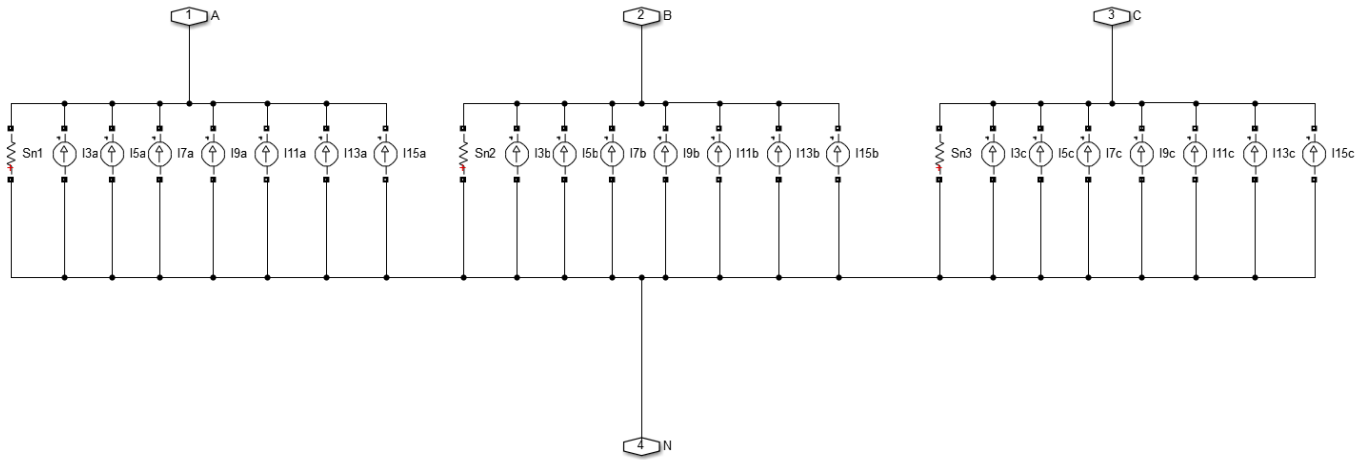 1 A
2 B
3 C
Sn1 I3a I5a I7a I9a I11a I13a I15a
Sn2 I3b I5b I7b I9b I11b I13b I15b
Sn3 I3c I5c I7c I9c I11c I13c I15c
4 N